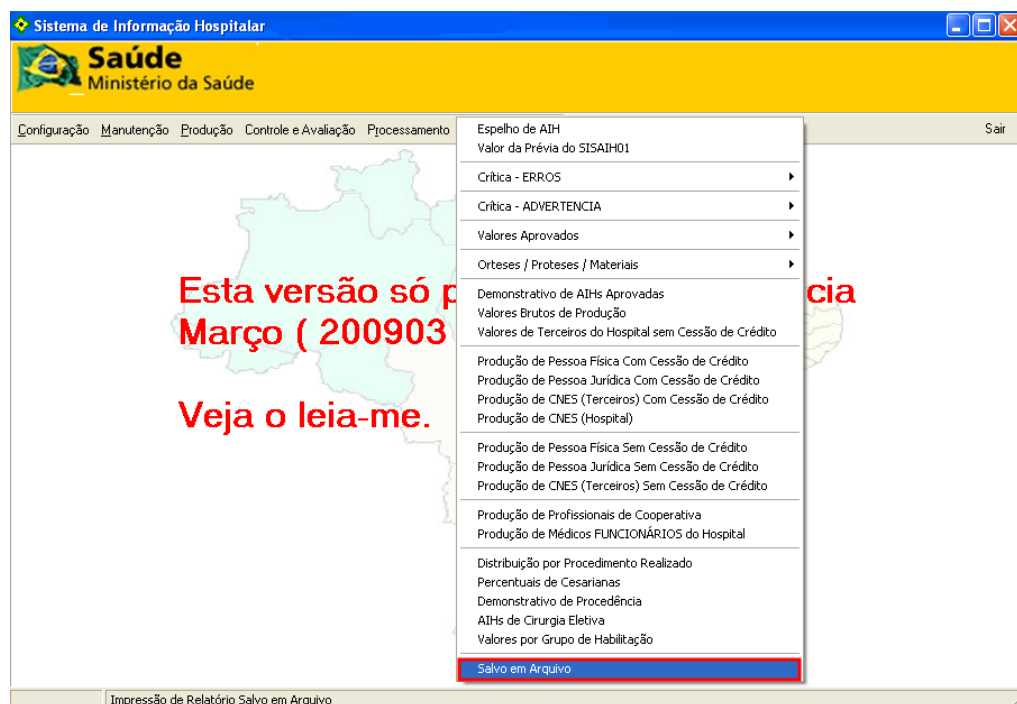 Sistema de Informação Hospitalar
Saúde
Ministério da Saúde
Configuração Manutenção Produção Controle e Avaliação Processamento
Sair
Espelho de AIH
Valor da Prévia do SISAIH01
Crítica - ERROS
Crítica - ADVERTENCIA
Valores Aprovados
Orteses / Proteses / Materiais
Demonstrativo de AIHs Aprovadas
Valores Brutos de Produção
Valores de Terceiros do Hospital sem Cessão de Crédito
Produção de Pessoa Física Com Cessão de Crédito
Produção de Pessoa Jurídica Com Cessão de Crédito
Produção de CNES (Terceiros) Com Cessão de Crédito
Produção de CNES (Hospital)
Produção de Pessoa Física Sem Cessão de Crédito
Produção de Pessoa Jurídica Sem Cessão de Crédito
Produção de CNES (Terceiros) Sem Cessão de Crédito
Produção de Profissionais de Cooperativa
Produção de Médicos FUNCIONÁRIOS do Hospital
Distribuição por Procedimento Realizado
Percentuais de Cesarianas
Demonstrativo de Procedência
AIHs de Cirurgia Eletiva
Valores por Grupo de Habilitação
Salvo em Arquivo
Esta versão só p cia
Março ( 200903
Veja o leia-me.
Impressão de Relatório Salvo em Arquivo